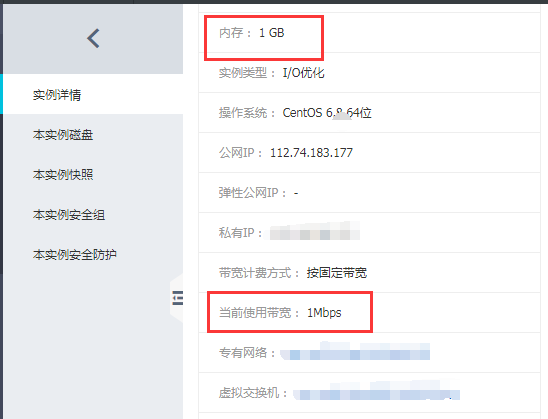 内存： 1 GB
实例类型： I/O优化
实例详情
操作系统： CentOS 6.8 64位
本实例磁盘
公网IP： 112.74.183.177
本实例快照
弹性公网IP： -
本实例安全组
私有IP：
本实例安全防护
带宽计费方式： 按固定带宽
当前使用带宽： 1Mbps
专有网络：
虚拟交换机：